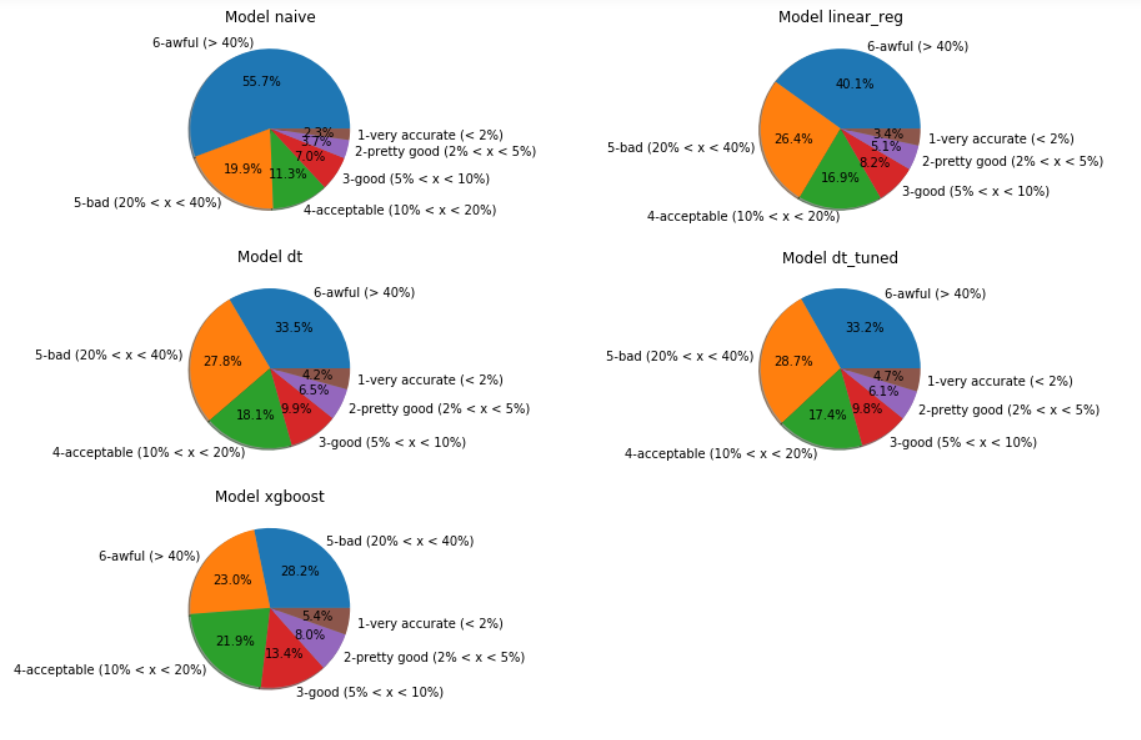 Model naive
6-awful (> 40%)
55.7%
2.3%
1-very accurate (< 2%)
3.7%
2-pretty good (2% < x < 5%)
7.0%
19.9%
11.3%
3-good (5% < x < 10%)
5-bad (20% < x < 40%)
4-acceptable (10% < x < 20%)
Model linear_reg
6-awful (> 40%)
40.1%
3.4%
26.4%
1-very accurate (< 2%)
5-bad (20% < x < 40%)
5.1%
2-pretty good (2% < x < 5%)
8.2%
16.9%
3-good (5% < x < 10%)
4-acceptable (10% < x < 20%)
Model dt
6-awful (> 40%)
33.5%
5-bad (20% < x < 40%)
27.8%
4.2%
1-very accurate (< 2%)
6.5%
2-pretty good (2% < x < 5%)
9.9%
18.1%
3-good (5% < x < 10%)
4-acceptable (10% < x < 20%)
Model dt_tuned
6-awful (> 40%)
33.2%
5-bad (20% < x < 40%)
28.7%
4.7%
1-very accurate (< 2%)
6.1%
2-pretty good (2% < x < 5%)
9.8%
17.4%
3-good (5% < x < 10%)
4-acceptable (10% < x < 20%)
Model xgboost
5-bad (20% < x < 40%)
6-awful (> 40%)
28.2%
23.0%
5.4%
1-very accurate (< 2%)
8.0%
21.9%
13.4%
2-pretty good (2% < x < 5%)
4-acceptable (10% < x < 20%)
3-good (5% < x < 10%)